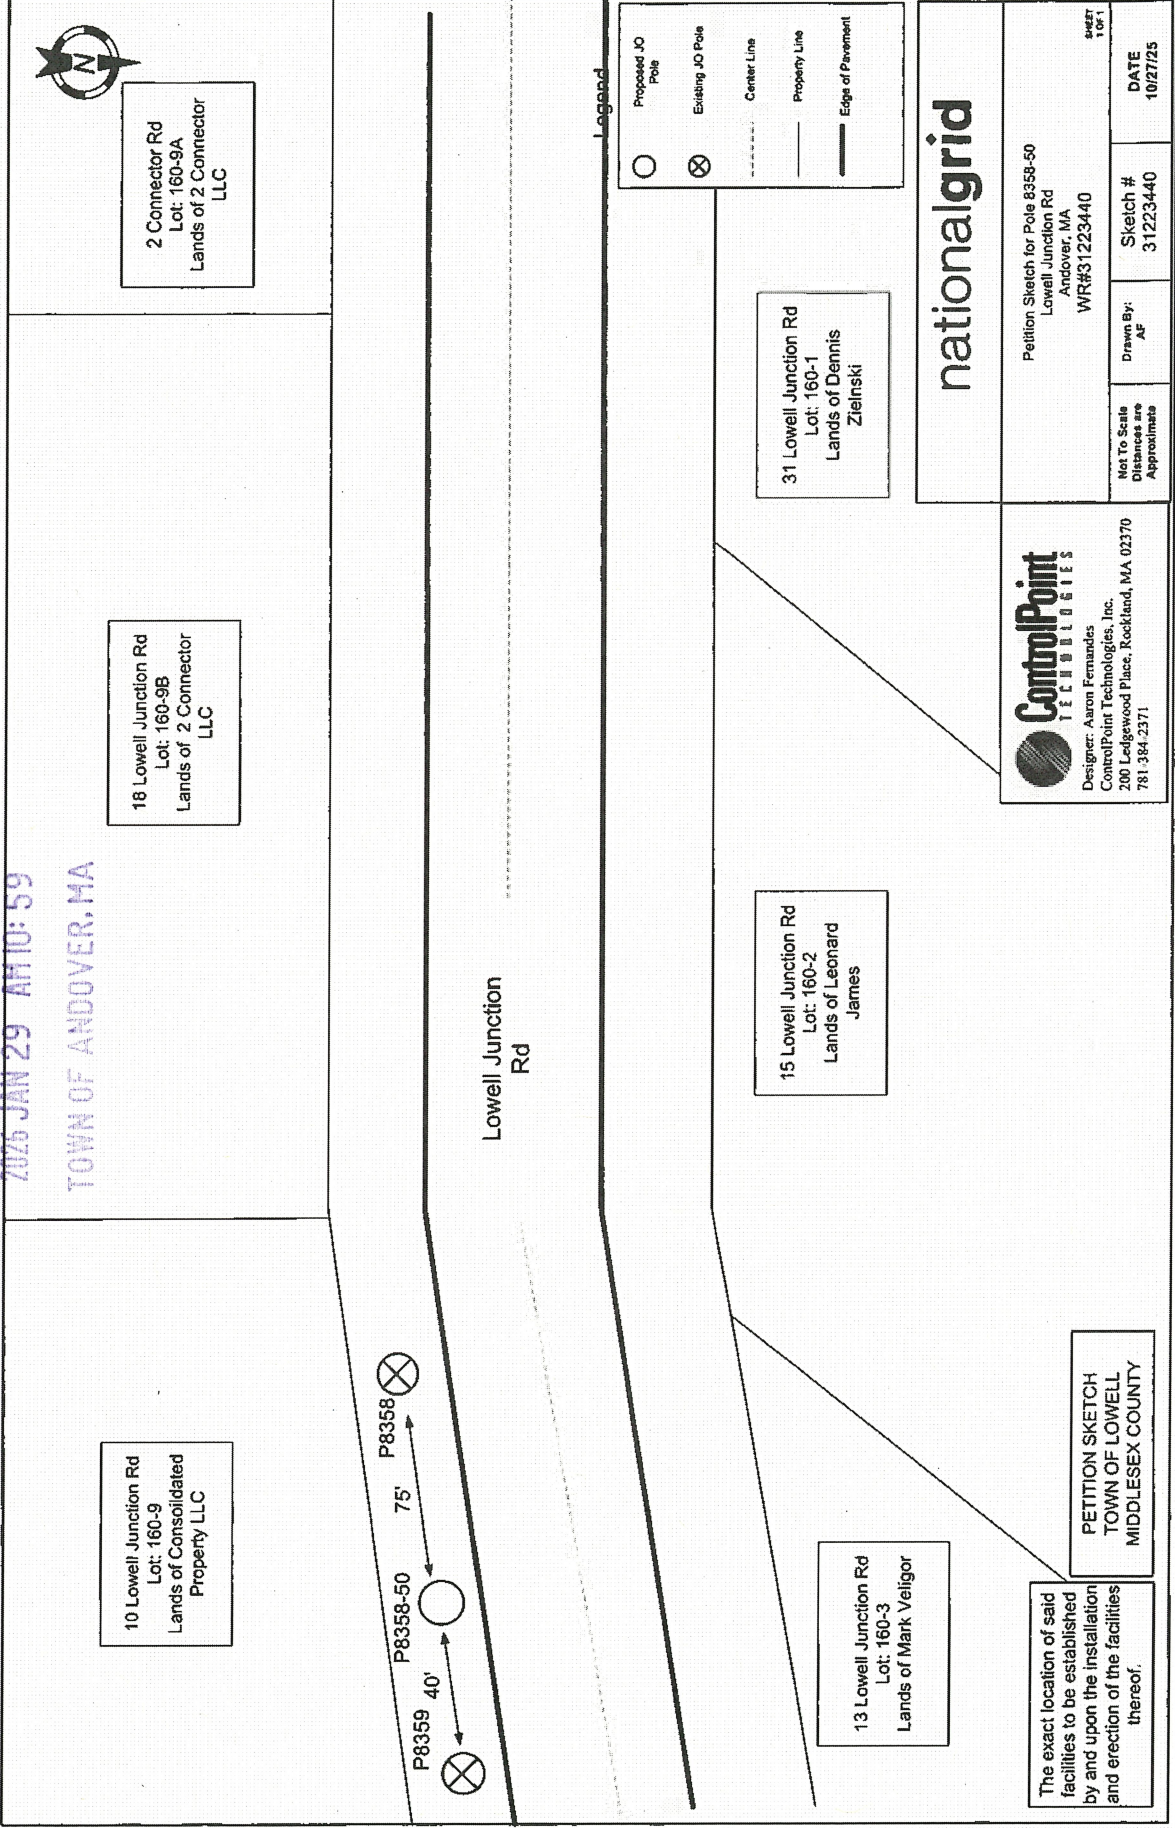 2026 JAN 29 AM 10: 59
TOWN OF ANDOVER, MA
N
10 Lowell Junction Rd
Lot: 160-9
Lands of Consolidated
Property LLC
18 Lowell Junction Rd
Lot: 160-9B
Lands of 2 Connector
LLC
2 Connector Rd
Lot: 160-9A
Lands of 2 Connector
LLC
P8359
40'
P8358-50
75'
P8358
Lowell Junction
Rd
Legend
Proposed JO
Pole
Existing JO Pole
Center Line
Property Line
Edge of Pavement
13 Lowell Junction Rd
Lot: 160-3
Lands of Mark Veligor
15 Lowell Junction Rd
Lot: 160-2
Lands of Leonard
James
31 Lowell Junction Rd
Lot: 160-1
Lands of Dennis
Zielnski
The exact location of said
facilities to be established
by and upon the installation
and erection of the facilities
thereof.
PETITION SKETCH
TOWN OF LOWELL
MIDDLESEX COUNTY
ControlPoint
TECHNOLOGIES
Designer: Aaron Fernandes
ControlPoint Technologies, Inc.
200 Ledgewood Place, Rockland, MA 02370
781-384-2371
nationalgrid
Petition Sketch for Pole 8358-50
Lowell Junction Rd
Andover, MA
WR#31223440
SHEET
1 OF 1
Not To Scale
Distances are
Approximate
Drawn By:
AF
Sketch #
31223440
DATE
10/27/25